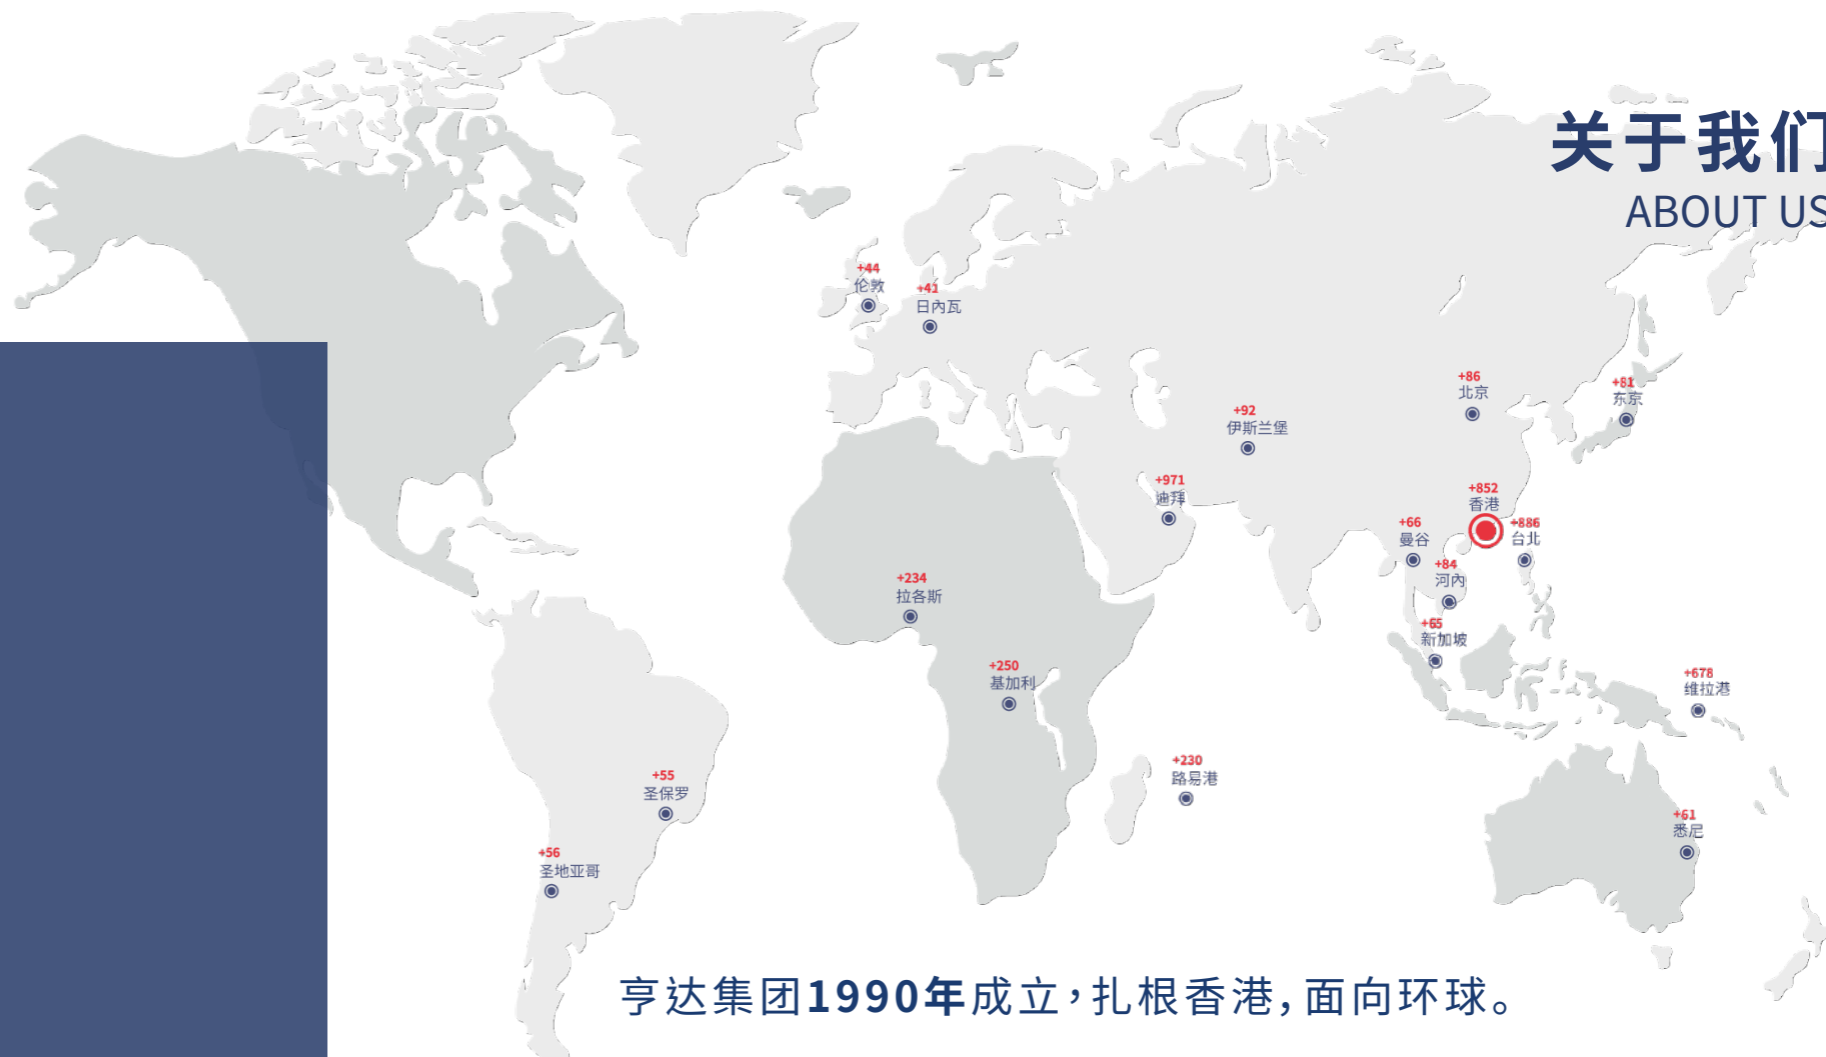 关于我们
ABOUT US
+44
伦敦
+41
日内瓦
+86
北京
+81
东京
+92
伊斯兰堡
+971
迪拜
+852
香港
+66
曼谷
+886
台北
+84
河内
+234
拉各斯
+65
新加坡
+250
基加利
+678
维拉港
+230
路易港
+55
圣保罗
+61
悉尼
+56
圣地亚哥
亨达集团1990年成立,扎根香港,面向环球。